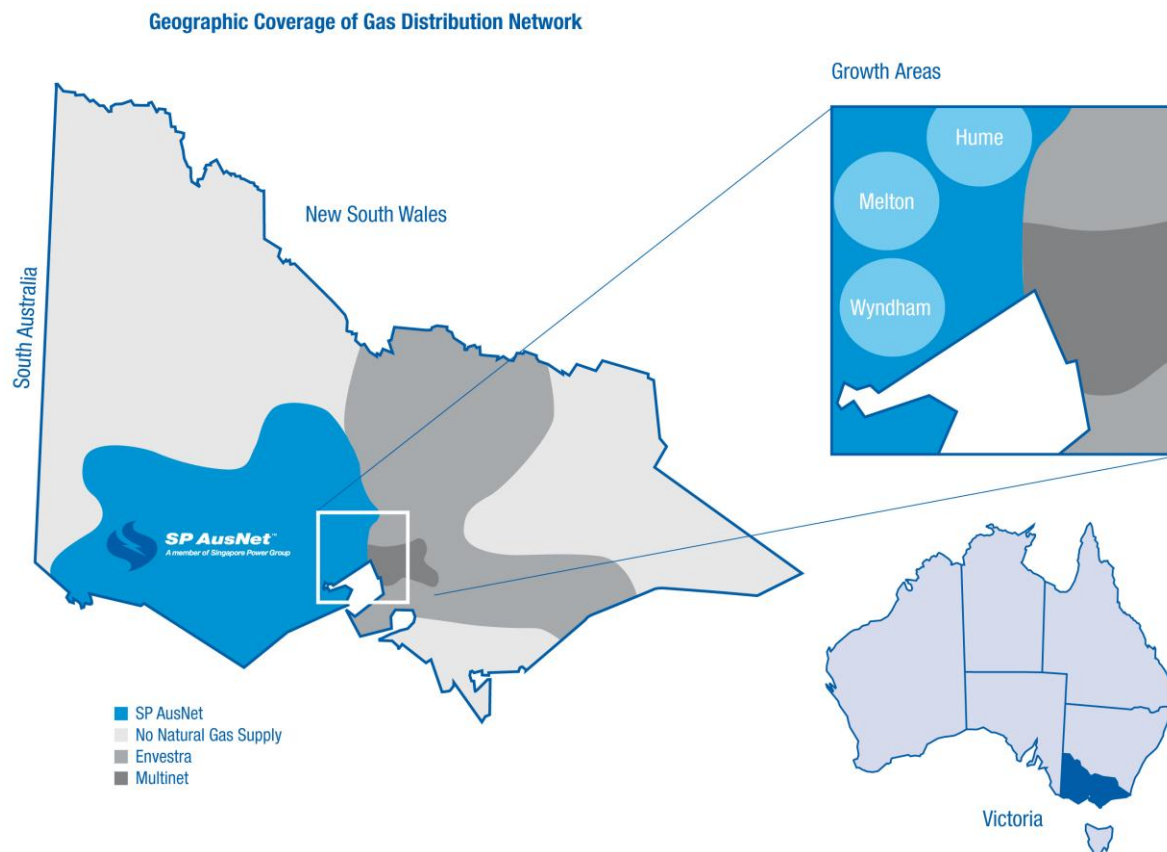 Geographic Coverage of Gas Distribution Network
Growth Areas
Hume
Melton
Wyndham
New South Wales
South Australia
SP AusNet™
A member of Singapore Power Group
SP AusNet
No Natural Gas Supply
Envestra
Multinet
Victoria